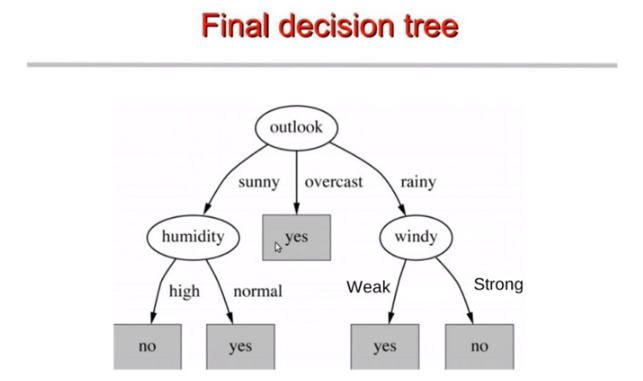 Final decision tree
outlook
sunny overcast rainy
humidity yes windy
high normal Weak Strong
no yes yes no